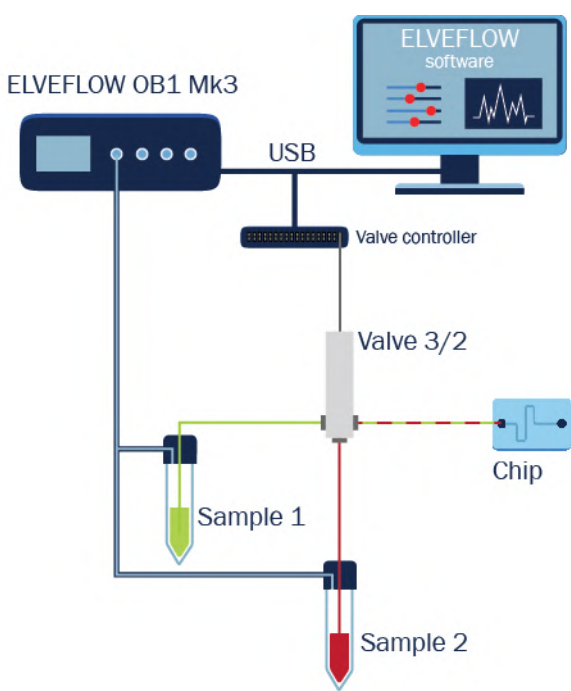 ELVEFLOW
software
ELVEFLOW OB1 Mk3
USB
Valve controller
Valve 3/2
Chip
Sample 1
Sample 2